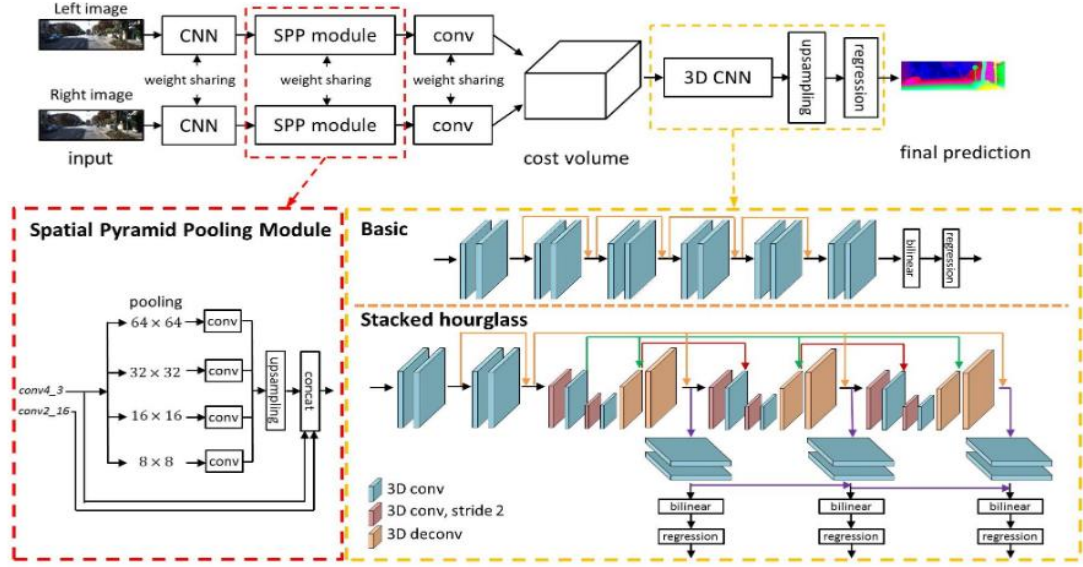 Left image
CNN
SPP module
conv
weight sharing
weight sharing
weight sharing
Right image
CNN
SPP module
conv
input
cost volume
3D CNN
upsampling
regression
final prediction
Spatial Pyramid Pooling Module
pooling
64 × 64
conv
32 × 32
conv
16 × 16
conv
8 × 8
conv
conv4_3
conv2_16
upsampling
concat
Basic
bilinear
regression
Stacked hourglass
3D conv
3D conv, stride 2
3D deconv
bilinear
bilinear
bilinear
regression
regression
regression